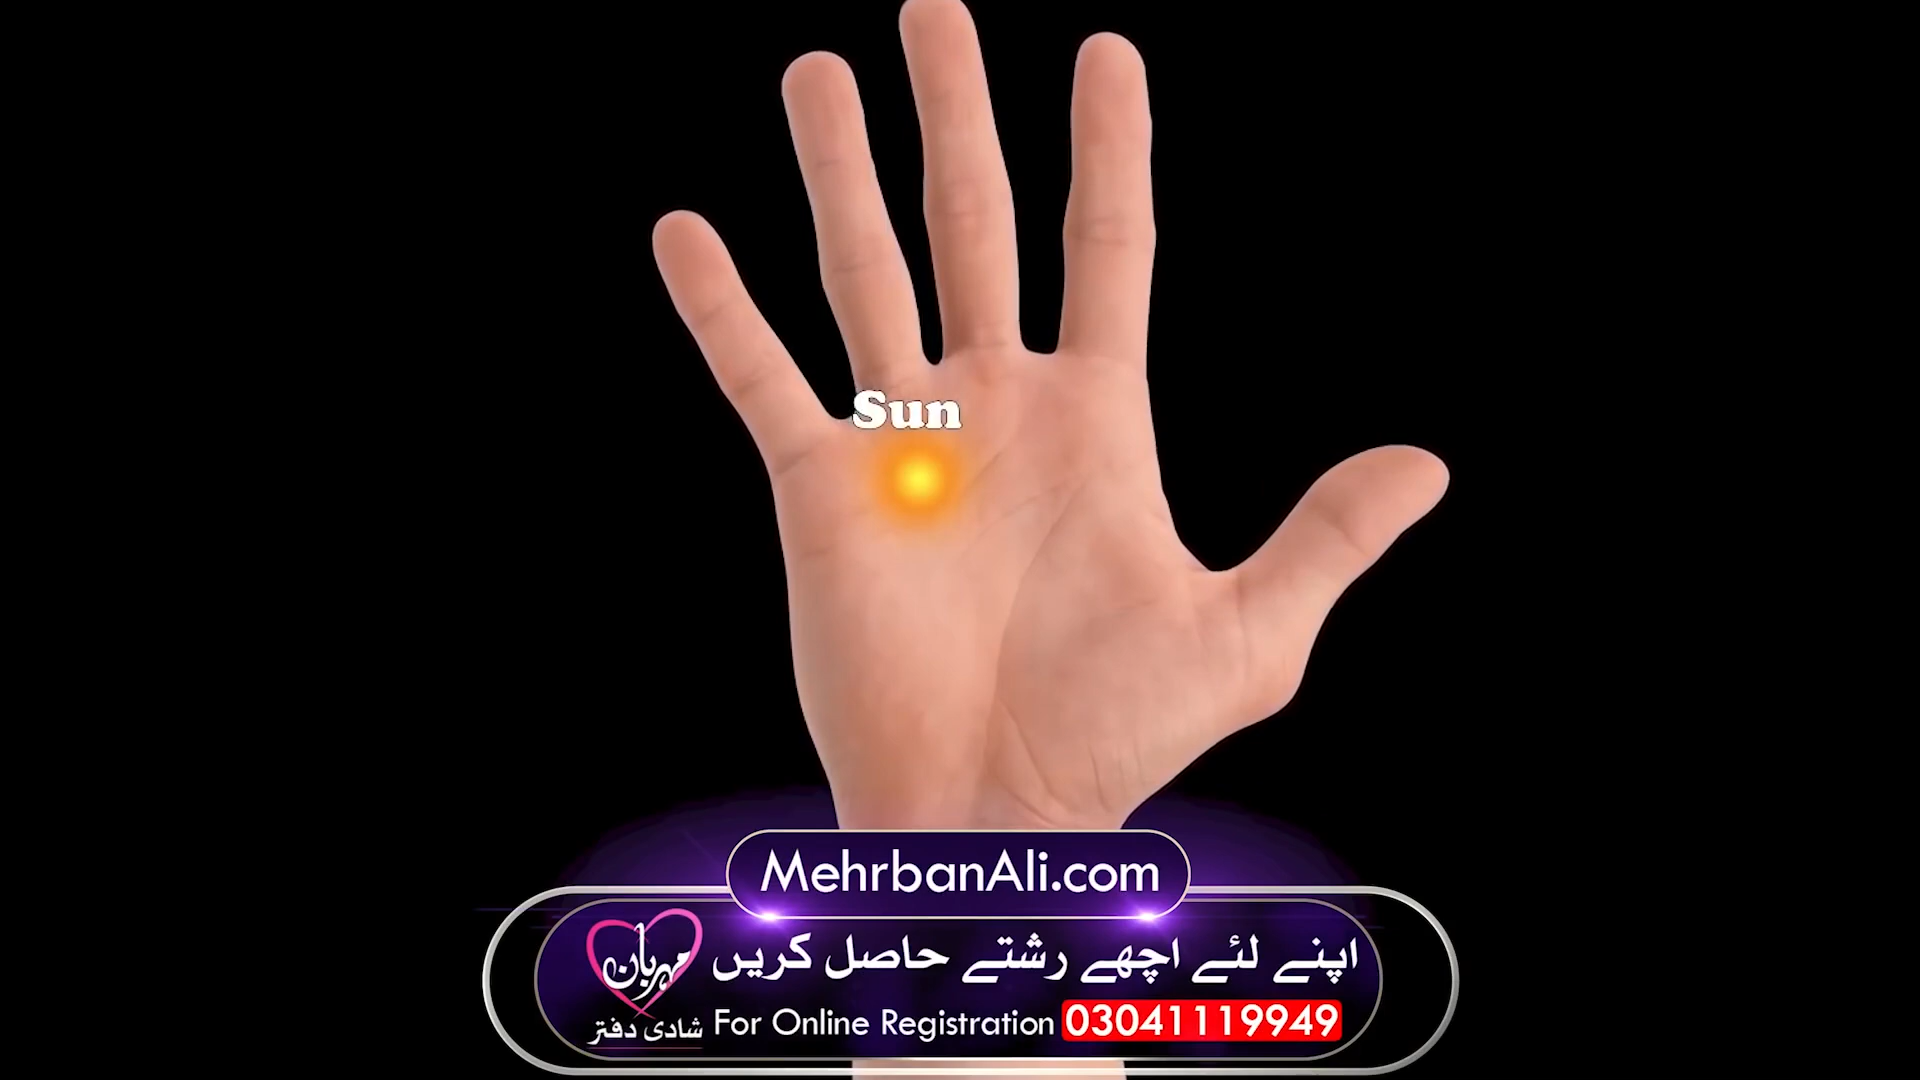 Sun
MehrbanAli.com
مہربان
شادی دفتر
اپنے لئے اچھے رشتے حاصل کریں
For Online Registration 03041119949